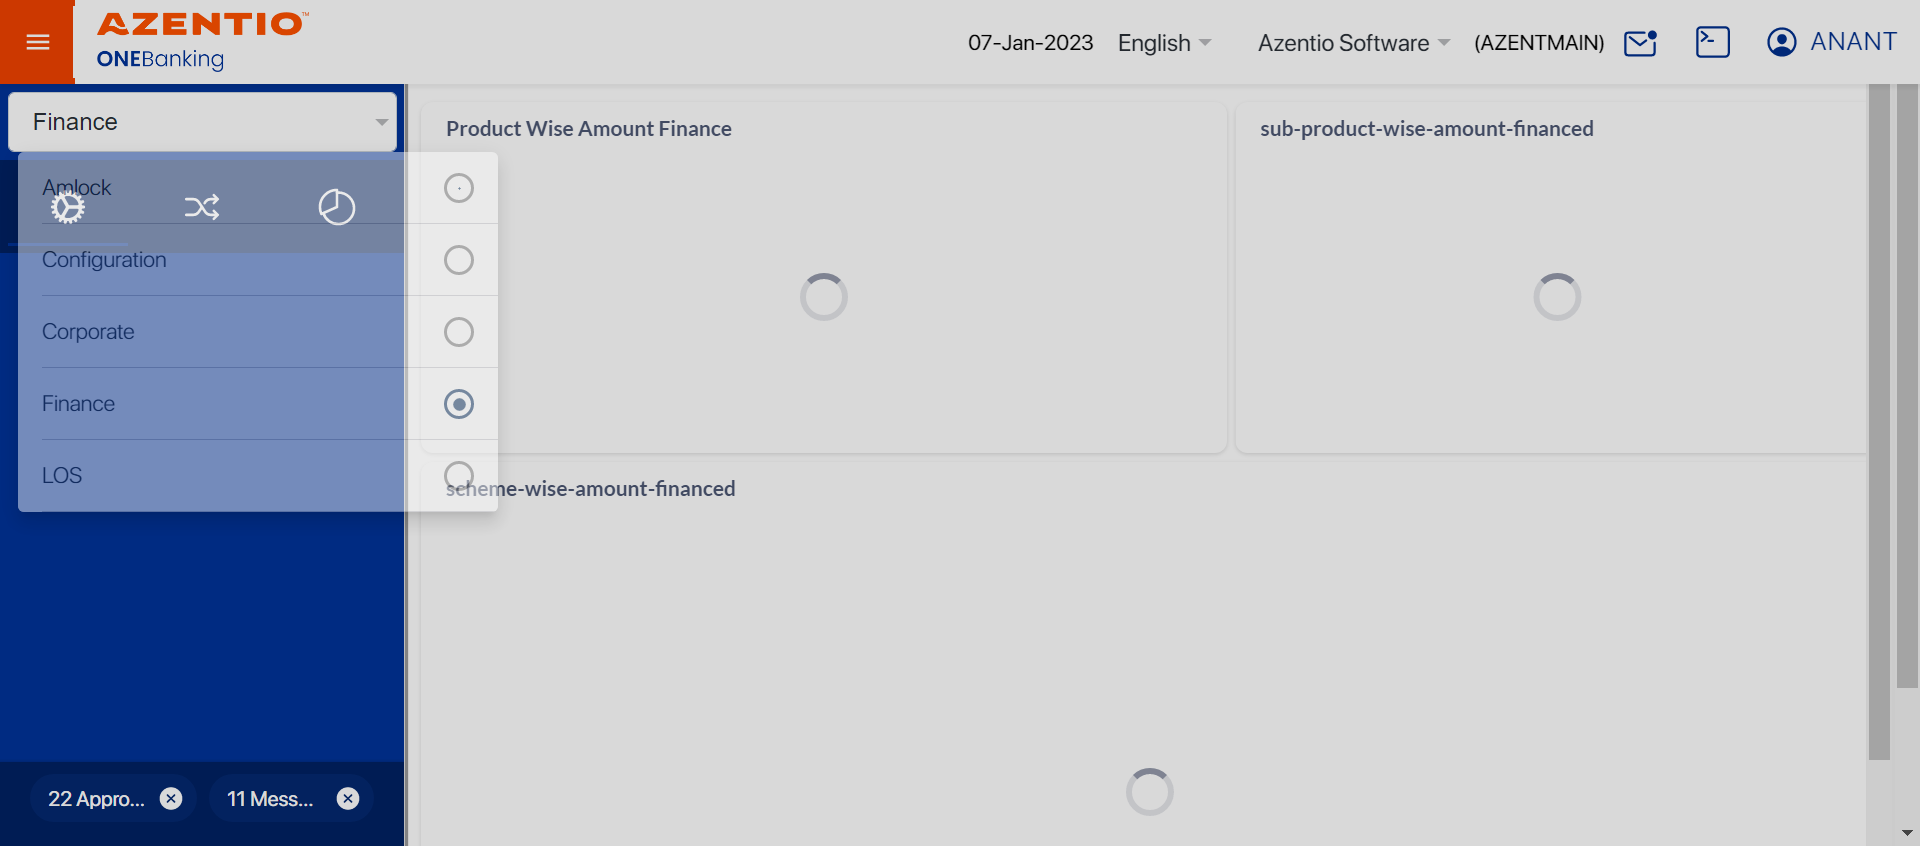 AZENTIO™
ONEBanking
07-Jan-2023
English
Azentio Software
(AZENTMAIN)
ANANT
Finance
Amlock
Configuration
Corporate
Finance
LOS
Product Wise Amount Finance
sub-product-wise-amount-financed
scheme-wise-amount-financed
22 Appro...
11 Mess...